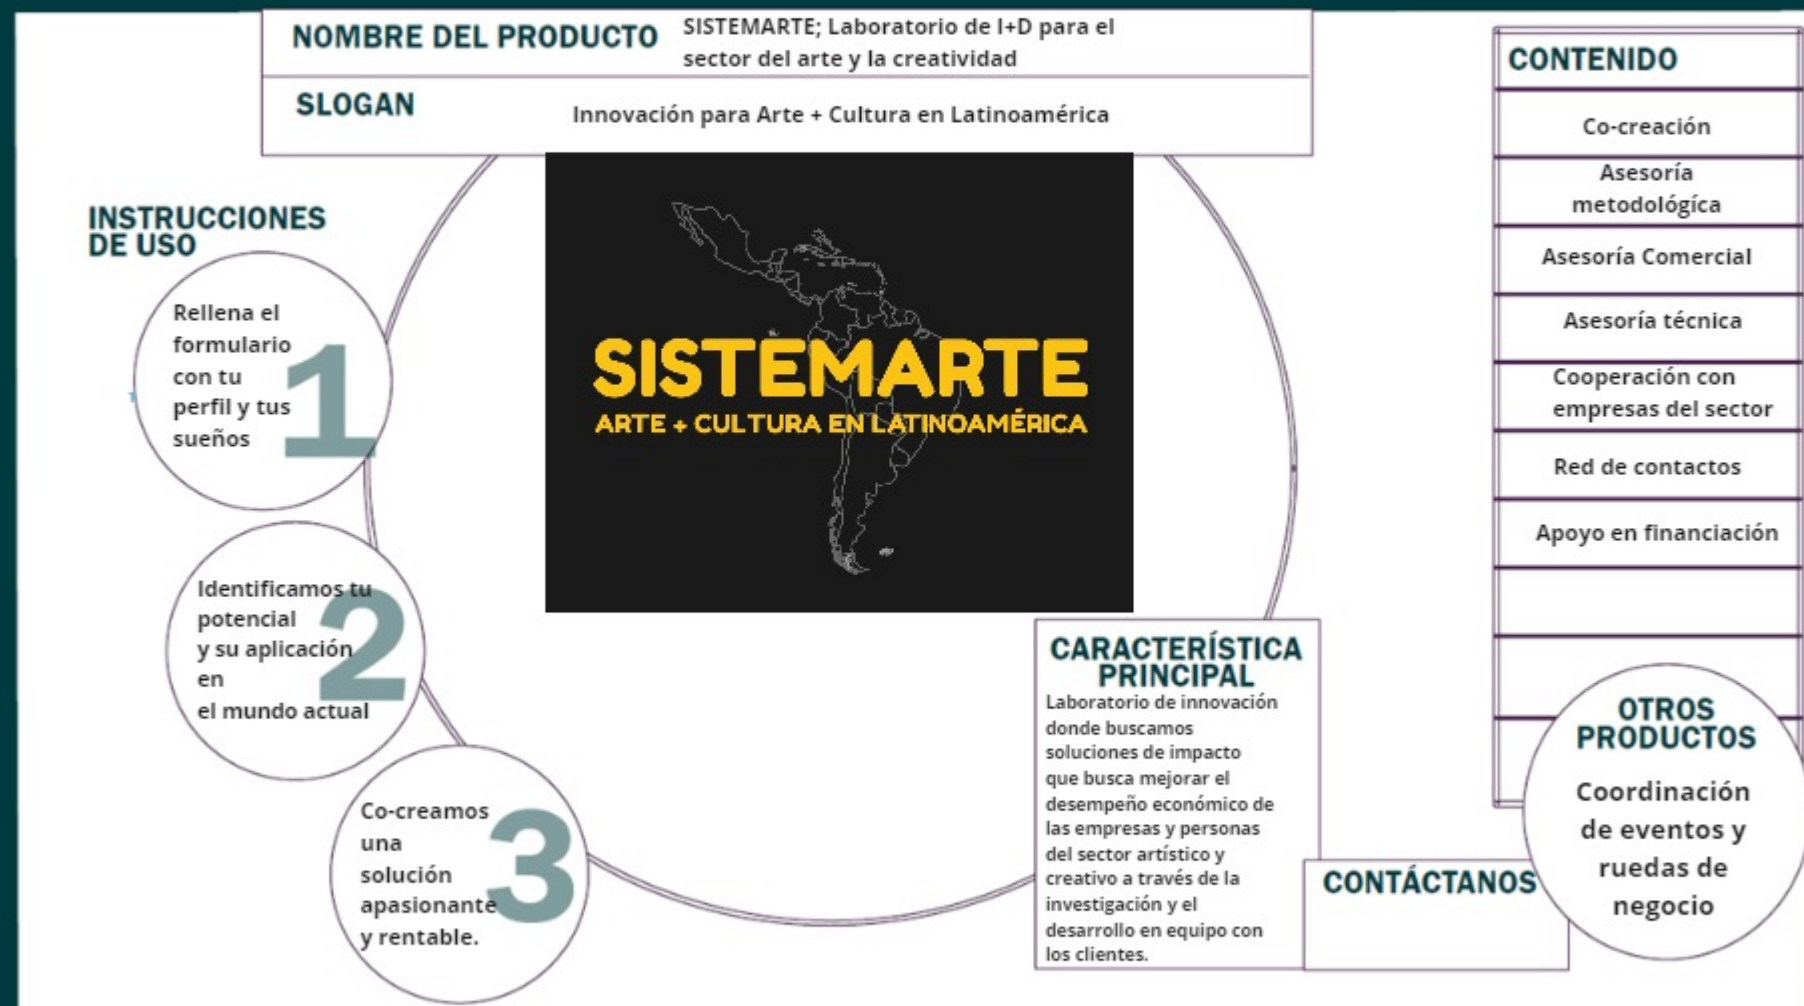 NOMBRE DEL PRODUCTO
SISTEMARTE; Laboratorio de I+D para el
sector del arte y la creatividad
SLOGAN
Innovación para Arte + Cultura en Latinoamérica
SISTEMARTE
ARTE + CULTURA EN LATINOAMÉRICA
INSTRUCCIONES
DE USO
1
Rellena el
formulario
con tu
perfil y tus
sueños
2
Identificamos tu
potencial
y su aplicación
en
el mundo actual
3
Co-creamos
una
solución
apasionante
y rentable.
CARACTERÍSTICA
PRINCIPAL
Laboratorio de innovación
donde buscamos
soluciones de impacto
que busca mejorar el
desempeño económico de
las empresas y personas
del sector artístico y
creativo a través de la
investigación y el
desarrollo en equipo con
los clientes.
CONTÁCTANOS
CONTENIDO
Co-creación
Asesoría
metodológíca
Asesoría Comercial
Asesoría técnica
Cooperación con
empresas del sector
Red de contactos
Apoyo en financiación
OTROS
PRODUCTOS
Coordinación
de eventos y
ruedas de
negocio